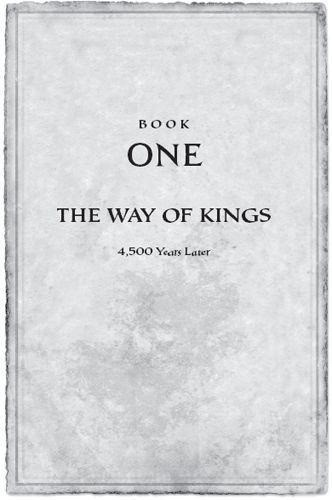 BOOK
ONE
THE WAY OF KINGS
4,500 Years Later